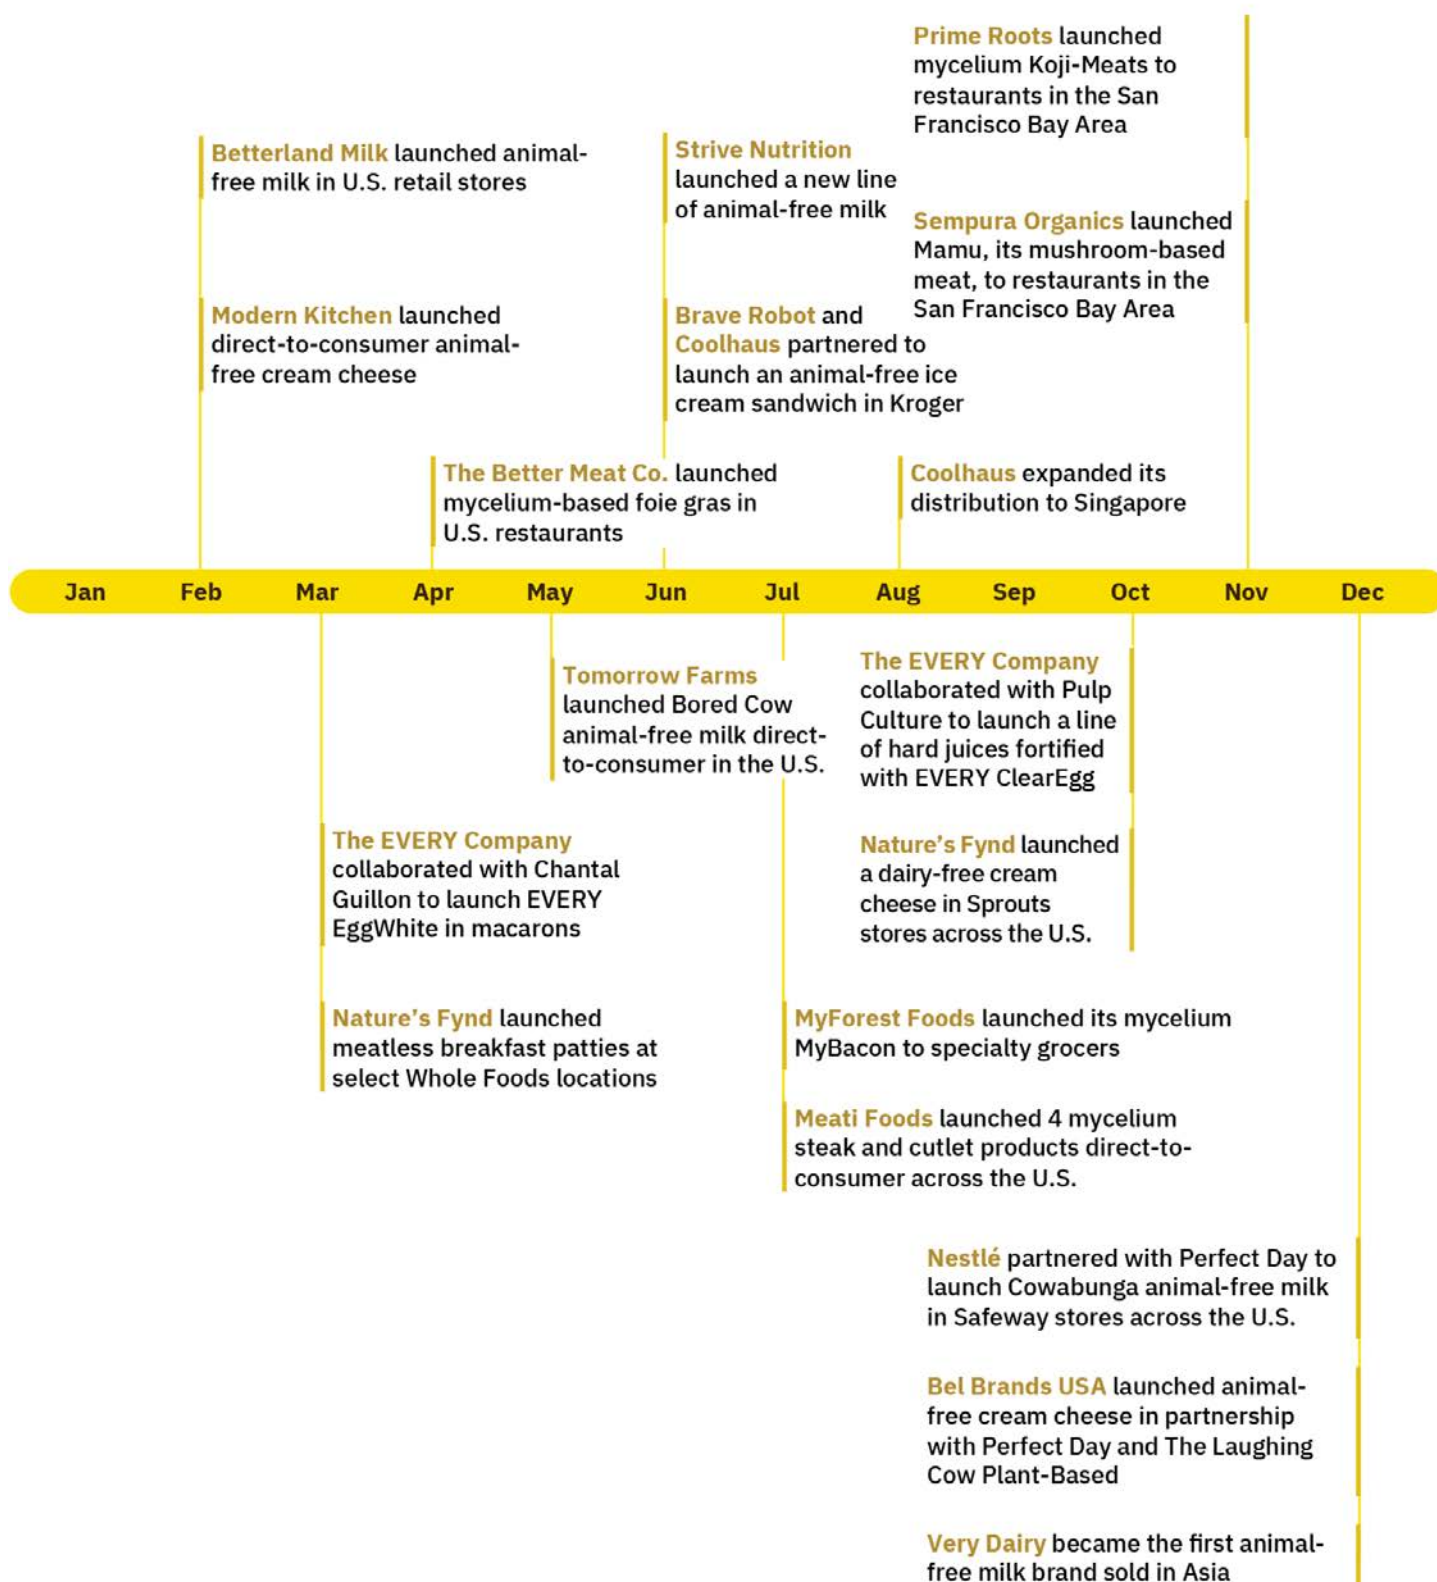 Prime Roots launched
mycelium Koji-Meats to
restaurants in the San
Francisco Bay Area
Betterland Milk launched animal-
free milk in U.S. retail stores
Strive Nutrition
launched a new line
of animal-free milk
Sempura Organics launched
Mamu, its mushroom-based
meat, to restaurants in the
San Francisco Bay Area
Modern Kitchen launched
direct-to-consumer animal-
free cream cheese
Brave Robot and
Coolhaus partnered to
launch an animal-free ice
cream sandwich in Kroger
The Better Meat Co. launched
mycelium-based foie gras in
U.S. restaurants
Coolhaus expanded its
distribution to Singapore
Jan Feb Mar Apr May Jun Jul Aug Sep Oct Nov Dec
Tomorrow Farms
launched Bored Cow
animal-free milk direct-
to-consumer in the U.S.
The EVERY Company
collaborated with Pulp
Culture to launch a line
of hard juices fortified
with EVERY ClearEgg
The EVERY Company
collaborated with Chantal
Guillon to launch EVERY
EggWhite in macarons
Nature’s Fynd launched
a dairy-free cream
cheese in Sprouts
stores across the U.S.
Nature’s Fynd launched
meatless breakfast patties at
select Whole Foods locations
MyForest Foods launched its mycelium
MyBacon to specialty grocers
Meati Foods launched 4 mycelium
steak and cutlet products direct-to-
consumer across the U.S.
Nestlé partnered with Perfect Day to
launch Cowabunga animal-free milk
in Safeway stores across the U.S.
Bel Brands USA launched animal-
free cream cheese in partnership
with Perfect Day and The Laughing
Cow Plant-Based
Very Dairy became the first animal-
free milk brand sold in Asia